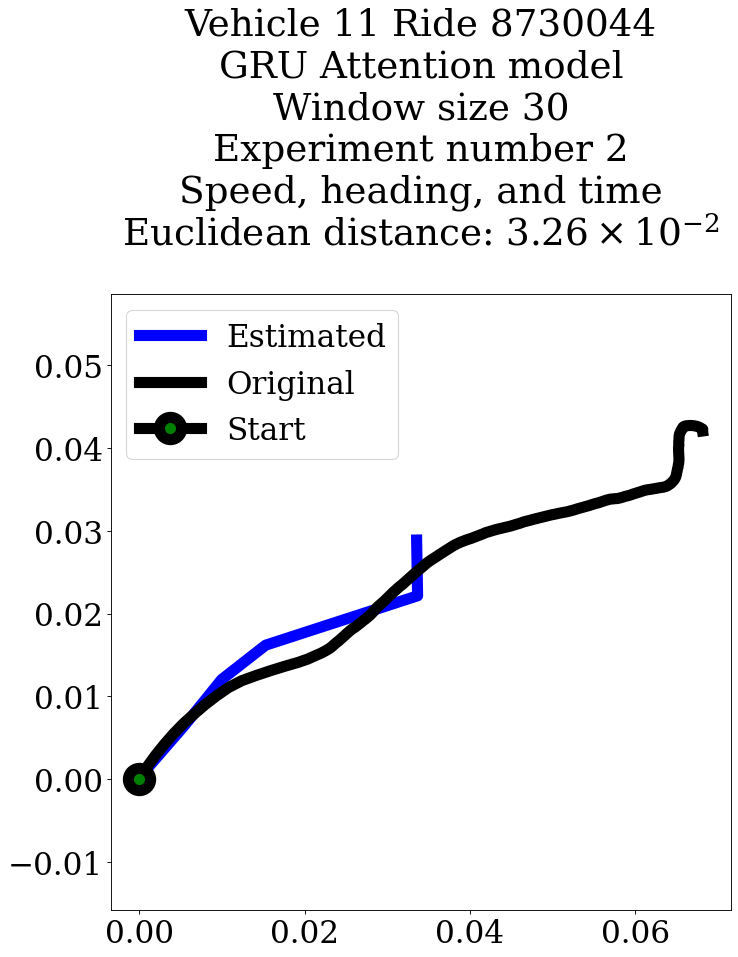 Vehicle 11 Ride 8730044
GRU Attention model
Window size 30
Experiment number 2
Speed, heading, and time
Euclidean distance: 3.26 × 10⁻²
Estimated
Original
Start
0.05
0.04
0.03
0.02
0.01
0.00
−0.01
0.00 0.02 0.04 0.06